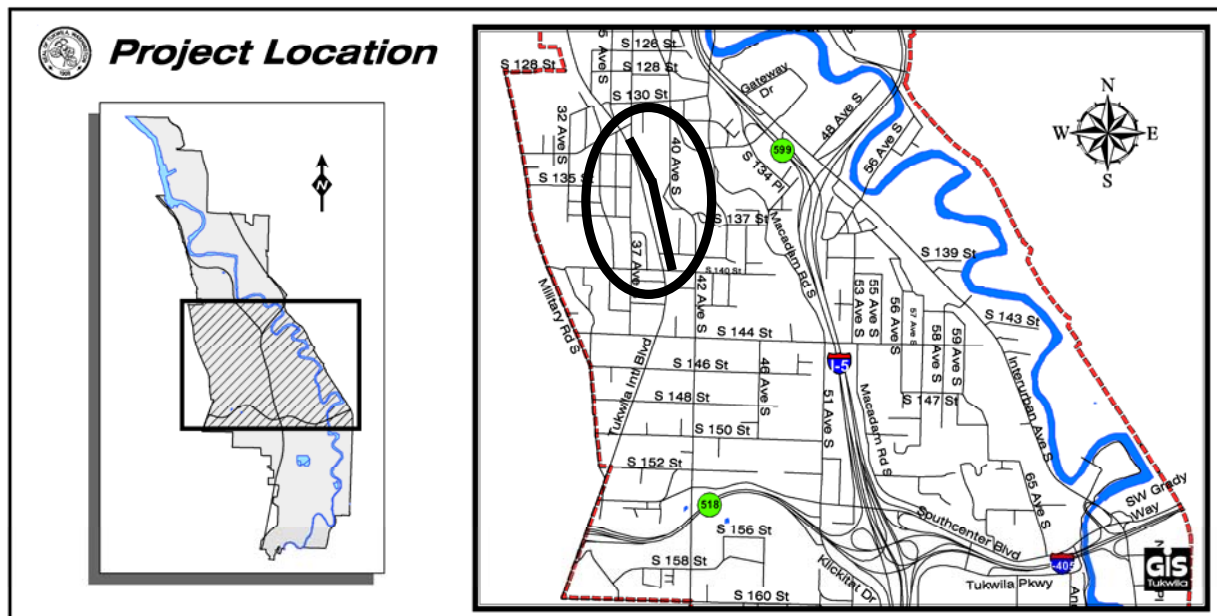 SEAL OF TUKWILA, WASHINGTON
1908
Project Location
N
S 126 St
S 128 St
S 128 St
S 130 St
Gateway Dr
48 Ave S
56 Ave S
32 Ave S
40 Ave S
599
S 134 Pl
S 135 St
S 137 St
37 Ave
S 140 St
Macadam Rd S
S 139 St
Military Rd S
42 Ave S
S 143 St
53 Ave S
55 Ave S
56 Ave S
57 Ave S
58 Ave S
59 Ave S
S 144 St
I-5
S 146 St
46 Ave S
Tukwila Intl Blvd
S 148 St
S 147 St
51 Ave S
Macadam Rd S
Interurban Ave S
S 150 St
S 152 St
65 Ave S
SW Grady Way
518
S 156 St
Southcenter Blvd
S 158 St
Klickitat Dr
Tukwila Pkwy
I-405
S 160 St
N
W E
S
GIS
Tukwila